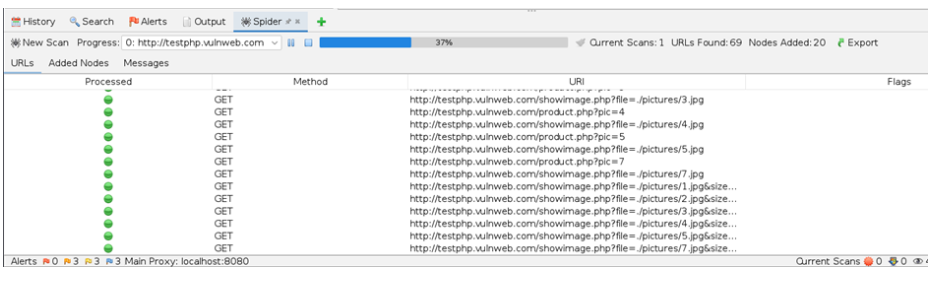 History Search Alerts Output Spider
New Scan Progress: 0: http://testphp.vulnweb.com 37% Current Scans: 1 URLs Found: 69 Nodes Added: 20 Export
URLs Added Nodes Messages
Processed Method URI Flags
GET http://testphp.vulnweb.com/showimage.php?file=./pictures/3.jpg
GET http://testphp.vulnweb.com/product.php?pic=4
GET http://testphp.vulnweb.com/showimage.php?file=./pictures/4.jpg
GET http://testphp.vulnweb.com/product.php?pic=5
GET http://testphp.vulnweb.com/showimage.php?file=./pictures/5.jpg
GET http://testphp.vulnweb.com/product.php?pic=7
GET http://testphp.vulnweb.com/showimage.php?file=./pictures/7.jpg
GET http://testphp.vulnweb.com/showimage.php?file=./pictures/1.jpg&size...
GET http://testphp.vulnweb.com/showimage.php?file=./pictures/2.jpg&size...
GET http://testphp.vulnweb.com/showimage.php?file=./pictures/3.jpg&size...
GET http://testphp.vulnweb.com/showimage.php?file=./pictures/4.jpg&size...
GET http://testphp.vulnweb.com/showimage.php?file=./pictures/5.jpg&size...
GET http://testphp.vulnweb.com/showimage.php?file=./pictures/7.jpg&size...
Alerts 0 3 3 3 Main Proxy: localhost:8080 Current Scans 0 0